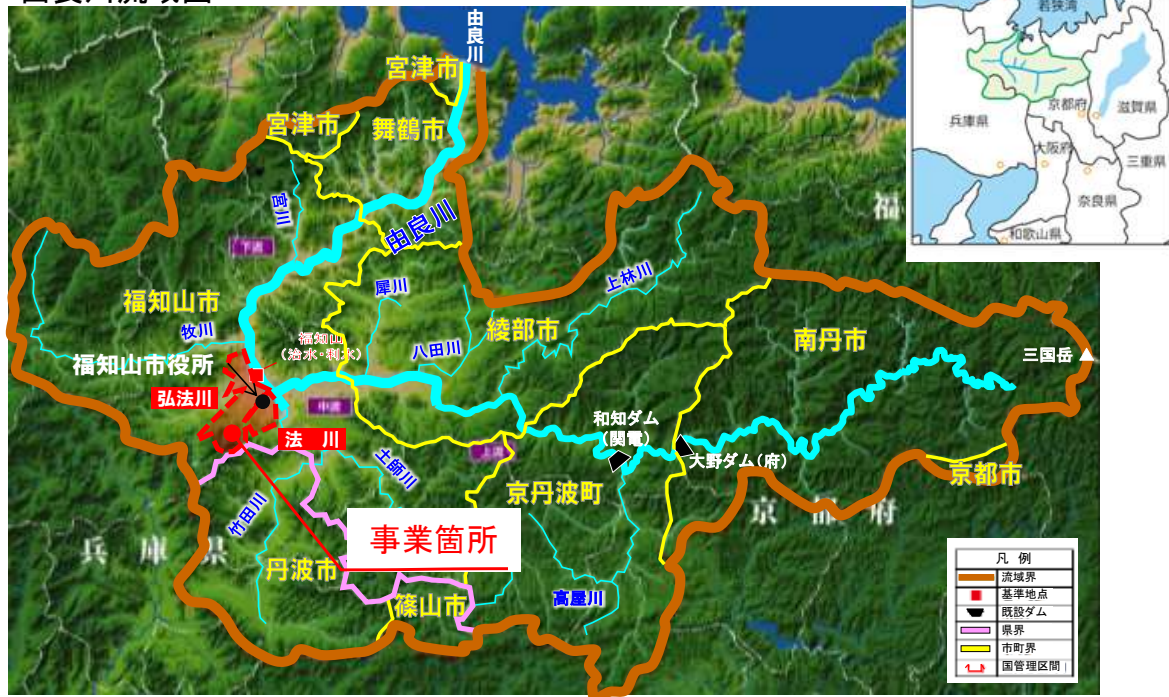 由良川
若狭湾
京都府
滋賀県
兵庫県
大阪府
三重県
奈良県
和歌山県
宮津市
宮津市
舞鶴市
宮川
由良川
下流
福
上林川
犀川
福知山市
綾部市
南丹市
牧川
福知山
(治水・利水)
八田川
三国岳
福知山市役所
弘法川
中流
和知ダム
(関電)
法 川
上流
大野ダム(府)
土師川
京都市
京丹波町
竹田川
京 都 府
事業箇所
兵 庫 県
丹波市
篠山市
高屋川
凡 例
流域界
基準地点
既設ダム
県界
市町界
国管理区間